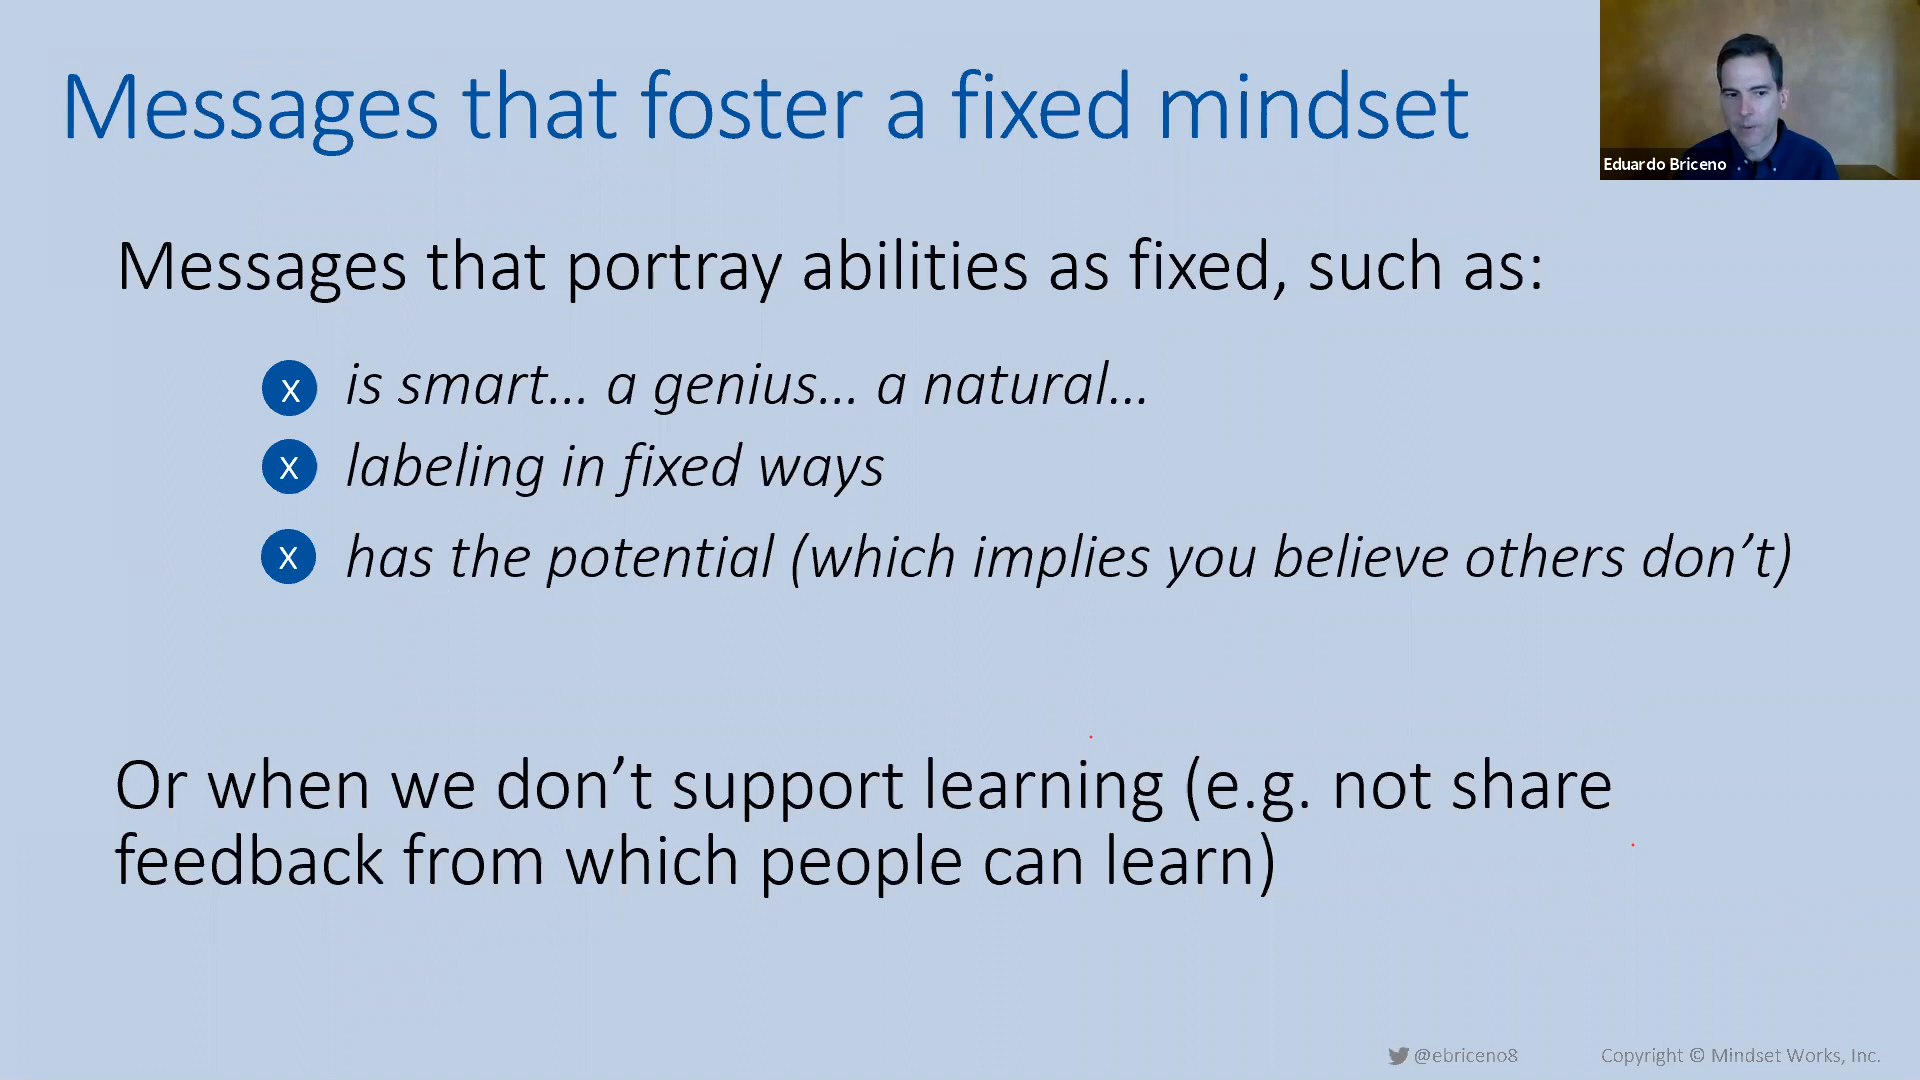 Messages that foster a fixed mindset
Eduardo Briceno
Messages that portray abilities as fixed, such as:
x is smart... a genius... a natural...
x labeling in fixed ways
x has the potential (which implies you believe others don’t)
Or when we don’t support learning (e.g. not share
feedback from which people can learn)
@ebriceno8 Copyright © Mindset Works, Inc.